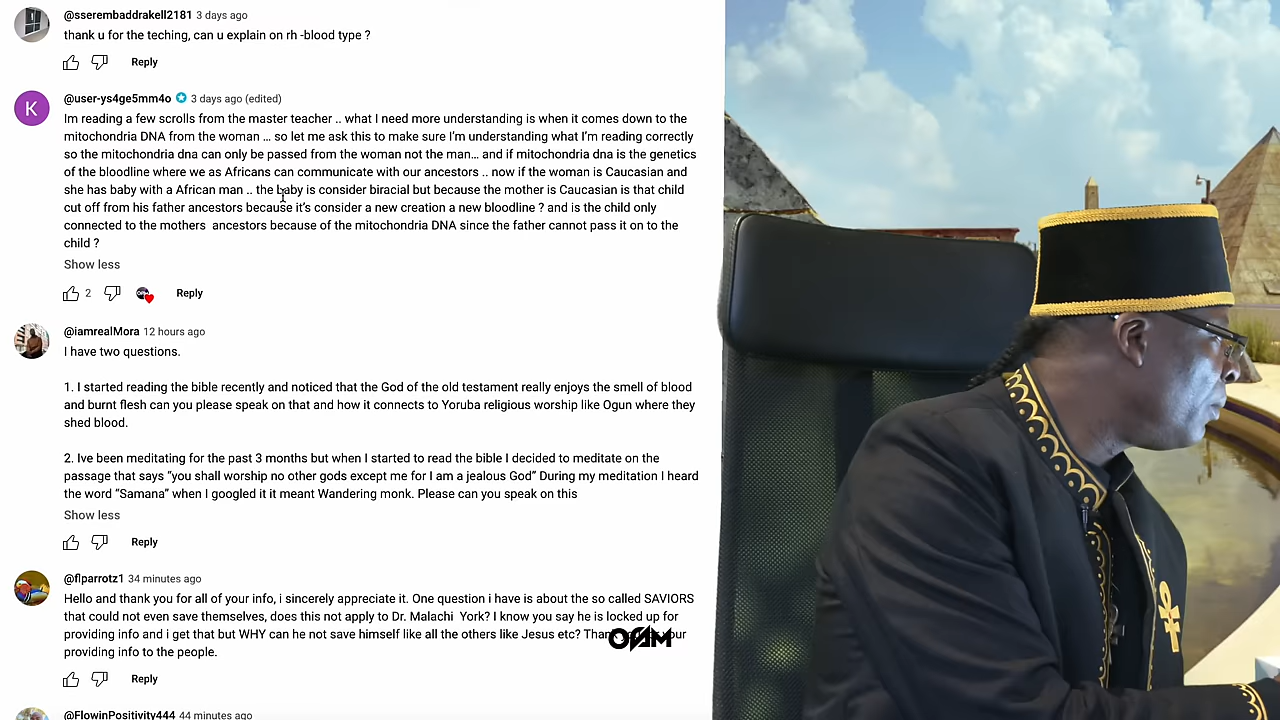 @sserembaddrakell2181 3 days ago
thank u for the teching, can u explain on rh -blood type ?
Reply
K
@user-ys4ge5mm4o 3 days ago (edited)
Im reading a few scrolls from the master teacher .. what I need more understanding is when it comes down to the
mitochondria DNA from the woman … so let me ask this to make sure I'm understanding what I'm reading correctly
so the mitochondria dna can only be passed from the woman not the man… and if mitochondria dna is the genetics
of the bloodline where we as Africans can communicate with our ancestors .. now if the woman is Caucasian and
she has baby with a African man .. the baby is consider biracial but because the mother is Caucasian is that child
cut off from his father ancestors because it's consider a new creation a new bloodline ? and is the child only
connected to the mothers ancestors because of the mitochondria DNA since the father cannot pass it on to the
child ?
Show less
2 Reply
@iamrealMora 12 hours ago
I have two questions.
1. I started reading the bible recently and noticed that the God of the old testament really enjoys the smell of blood
and burnt flesh can you please speak on that and how it connects to Yoruba religious worship like Ogun where they
shed blood.
2. Ive been meditating for the past 3 months but when I started to read the bible I decided to meditate on the
passage that says “you shall worship no other gods except me for I am a jealous God” During my meditation I heard
the word “Samana” when I googled it it meant Wandering monk. Please can you speak on this
Show less
Reply
@flparrotz1 34 minutes ago
Hello and thank you for all of your info, i sincerely appreciate it. One question i have is about the so called SAVIORS
that could not even save themselves, does this not apply to Dr. Malachi York? I know you say he is locked up for
providing info and i get that but WHY can he not save himself like all the others like Jesus etc?
providing info to the people.
Reply
@FlowinPositivity444 44 minutes ago